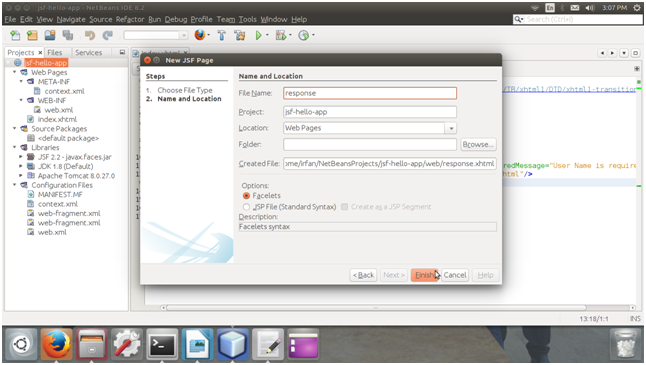 jsf-hello-app - NetBeans IDE 8.2
En
3:07 PM
File Edit View Navigate Source Refactor Run Debug Profile Team Tools Window Help
Search (Ctrl+I)
Projects × Files Services
index.xhtml
jsf-hello-app
Web Pages
META-INF
context.xml
WEB-INF
web.xml
index.xhtml
Source Packages
<default package>
Libraries
JSF 2.2 - javax.faces.jar
JDK 1.8 (Default)
Apache Tomcat 8.0.27.0
Configuration Files
MANIFEST.MF
context.xml
web-fragment.xml
web-fragment.xml
web.xml
New JSF Page
Steps
1. Choose File Type
2. Name and Location
Name and Location
File Name: response
Project: jsf-hello-app
Location: Web Pages
Folder: Browse...
Created File: ome/irfan/NetBeansProjects/jsf-hello-app/web/response.xhtml
Options:
Facelets
JSP File (Standard Syntax) Create as a JSP Segment
Description:
Facelets syntax
< Back Next > Finish Cancel Help
/TR/xhtml1/DTD/xhtml1-transition
redMessage="User Name is require
html"/>
13:18/1:1 INS